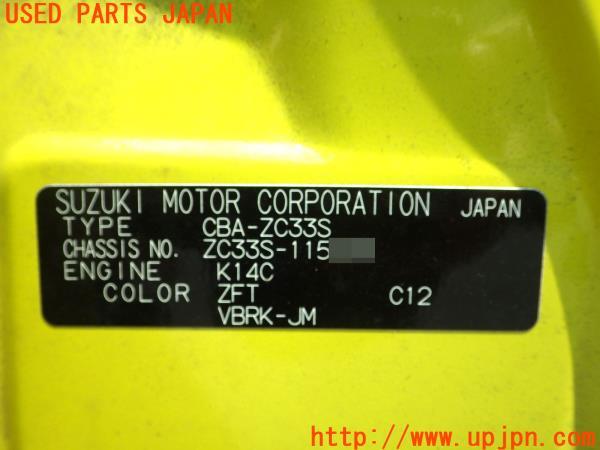 USED PARTS JAPAN
SUZUKI MOTOR CORPORATION JAPAN
TYPE CBA-ZC33S
CHASSIS NO. ZC33S-115
ENGINE K14C
COLOR ZFT C12
VBRK-JM
http://www.upjpn.com/